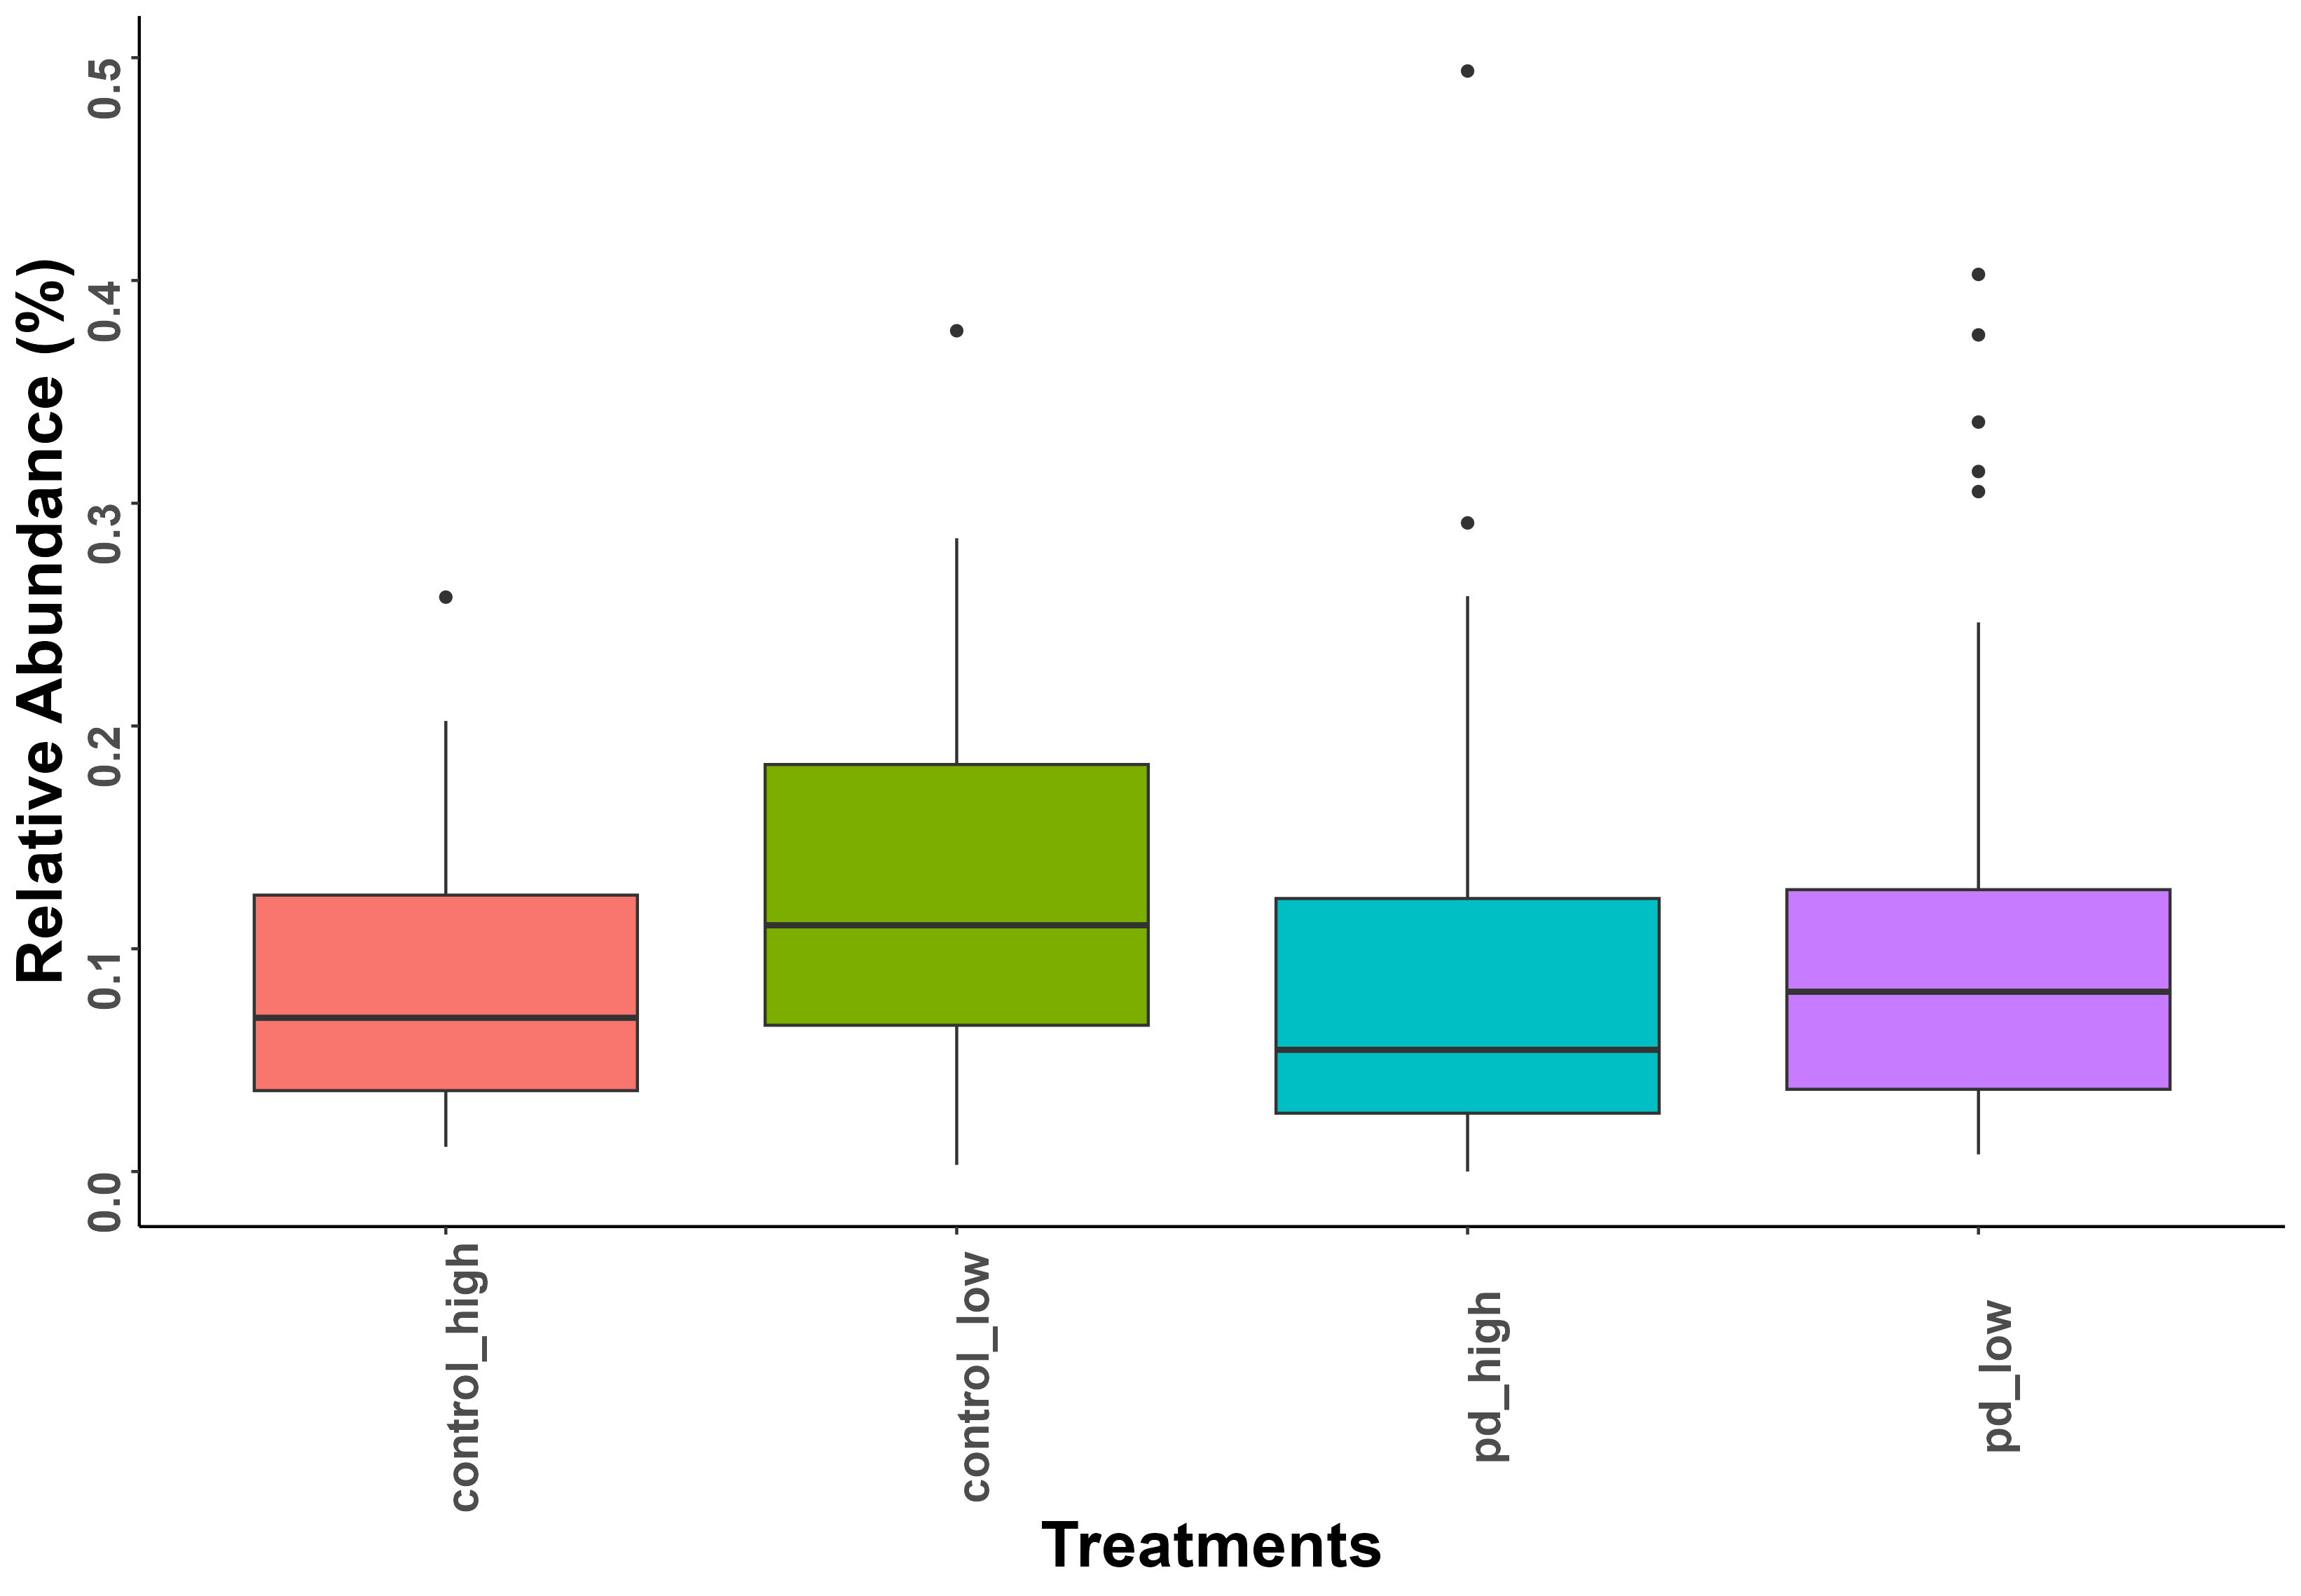 Relative Abundance (%)
0.5
0.4
0.3
0.2
0.1
0.0
control_high
control_low
pd_high
pd_low
Treatments